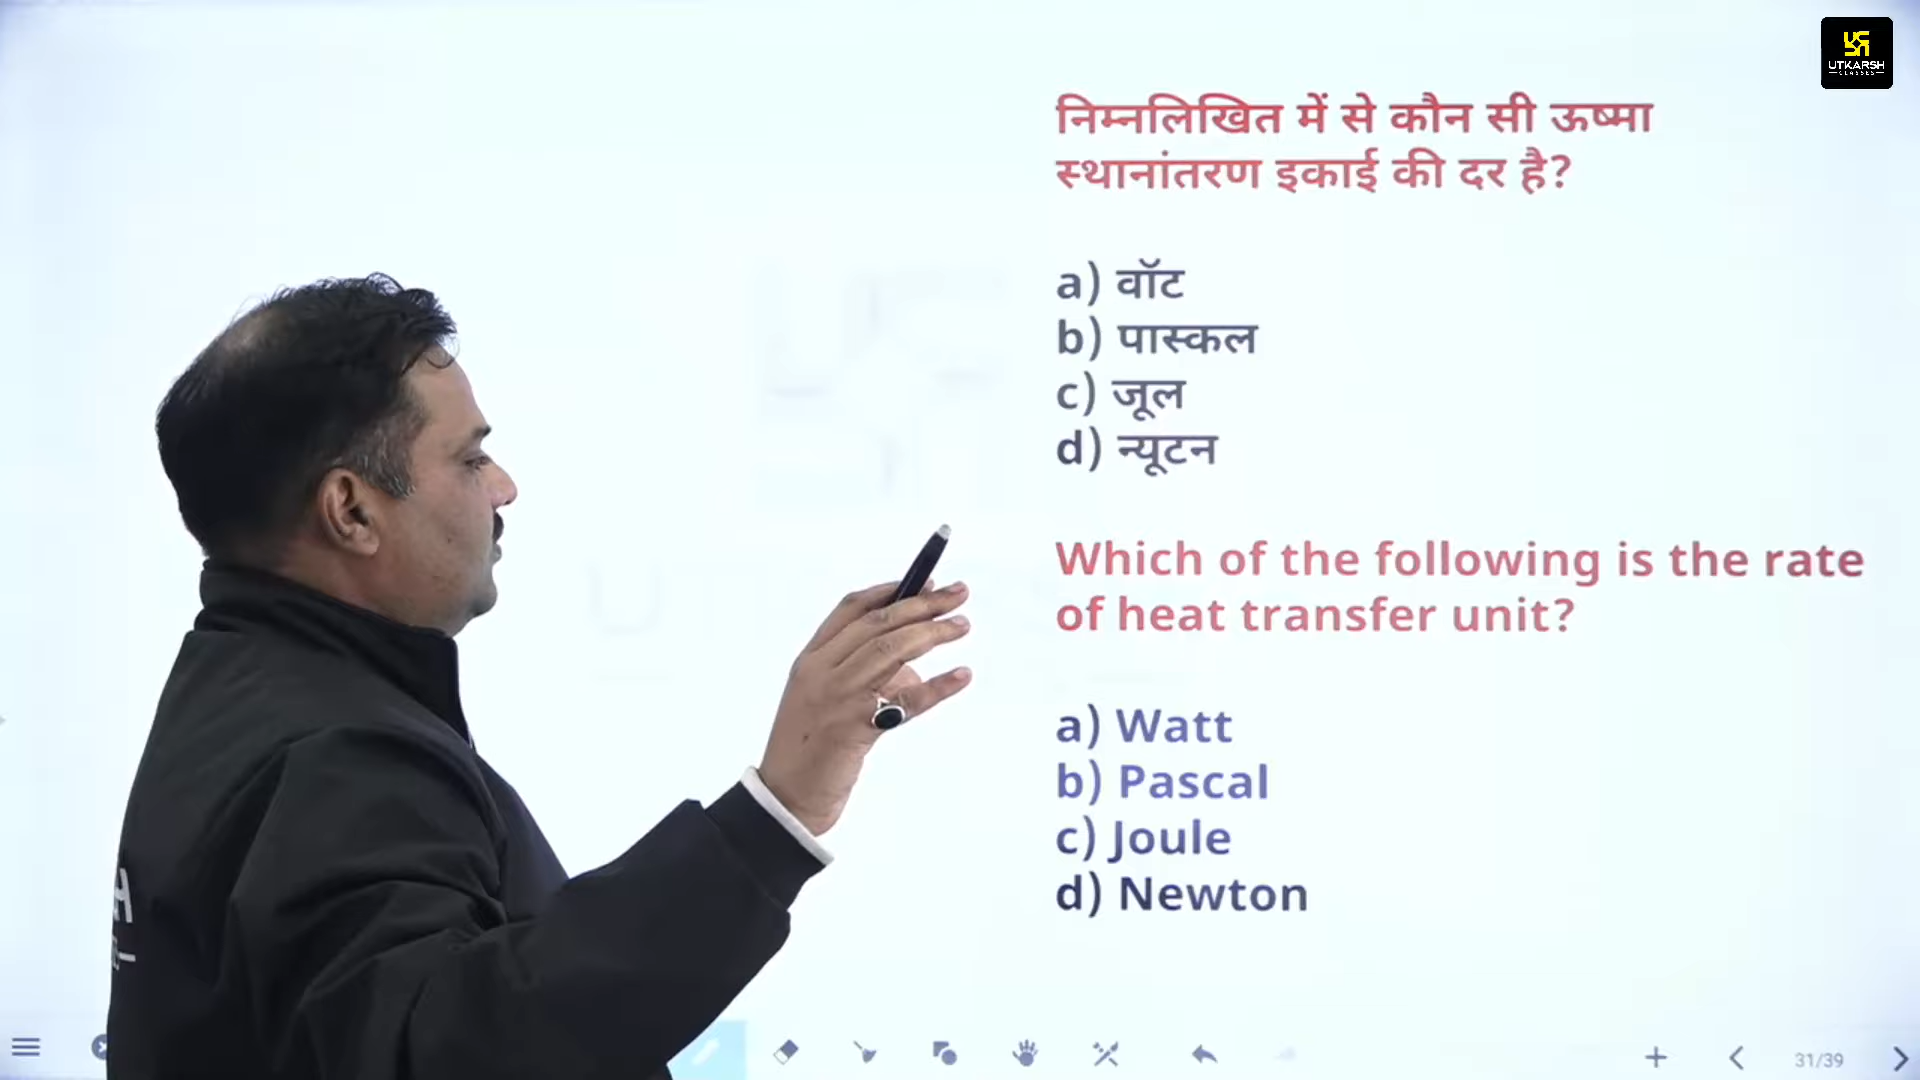 UTKARSH
CLASSES
निम्नलिखित में से कौन सी ऊष्मा
स्थानांतरण इकाई की दर है?
a) वॉट
b) पास्कल
c) जूल
d) न्यूटन
Which of the following is the rate
of heat transfer unit?
a) Watt
b) Pascal
c) Joule
d) Newton
31/39